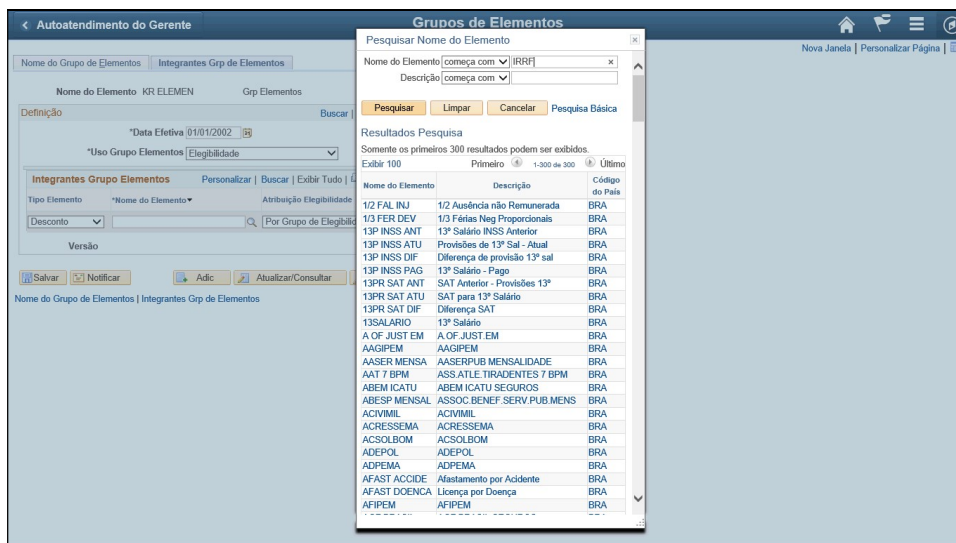 Autoatendimento do Gerente
Grupos de Elementos
Nova Janela | Personalizar Página |
Nome do Grupo de Elementos
Integrantes Grp de Elementos
Nome do Elemento KR ELEMEN Grp Elementos
Definição Buscar |
*Data Efetiva 01/01/2002
*Uso Grupo Elementos Elegibilidade
Integrantes Grupo Elementos Personalizar | Buscar | Exibir Tudo |
Tipo Elemento *Nome do Elemento Atribuição Elegibilidade
Desconto Por Grupo de Elegibilid
Versão
Salvar Notificar Adic Atualizar/Consultar
Nome do Grupo de Elementos | Integrantes Grp de Elementos
Pesquisar Nome do Elemento
Nome do Elemento começa com IRRF
Descrição começa com
Pesquisar Limpar Cancelar Pesquisa Básica
Resultados Pesquisa
Somente os primeiros 300 resultados podem ser exibidos.
Exibir 100 Primeiro 1-300 de 300 Último
Nome do Elemento Descrição Código do País
1/2 FAL INJ 1/2 Ausência não Remunerada BRA
1/3 FER DEV 1/3 Férias Neg Proporcionais BRA
13P INSS ANT 13º Salário INSS Anterior BRA
13P INSS ATU Provisões de 13º Sal - Atual BRA
13P INSS DIF Diferença de provisão 13º sal BRA
13P INSS PAG 13º Salário - Pago BRA
13PR SAT ANT SAT Anterior - Provisões 13º BRA
13PR SAT ATU SAT para 13º Salário BRA
13PR SAT DIF Diferença SAT BRA
13SALARIO 13º Salário BRA
A OF JUST EM A.OF.JUST.EM BRA
AAGIPEM AAGIPEM BRA
AASER MENSA AASERPUB MENSALIDADE BRA
AAT 7 BPM ASS.ATLE.TIRADENTES 7 BPM BRA
ABEM ICATU ABEM ICATU SEGUROS BRA
ABESP MENSAL ASSOC.BENEF.SERV.PUB.MENS BRA
ACIVIMIL ACIVIMIL BRA
ACRESSEMA ACRESSEMA BRA
ACSOLBOM ACSOLBOM BRA
ADEPOL ADEPOL BRA
ADPEMA ADPEMA BRA
AFAST ACCIDE Afastamento por Acidente BRA
AFAST DOENCA Licença por Doença BRA
AFIPEM AFIPEM BRA